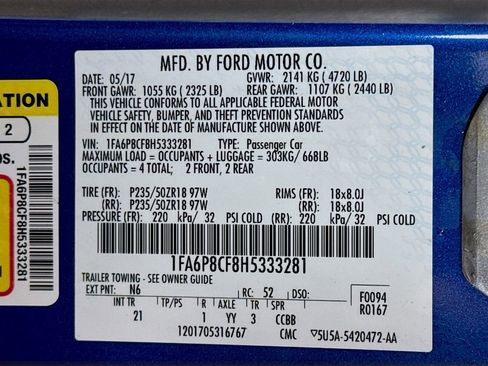 MFD. BY FORD MOTOR CO.
DATE: 05/17 GVWR: 2141 KG ( 4720 LB)
FRONT GAWR: 1055 KG ( 2325 LB) REAR GAWR: 1107 KG ( 2440 LB)
THIS VEHICLE CONFORMS TO ALL APPLICABLE FEDERAL MOTOR
VEHICLE SAFETY, BUMPER, AND THEFT PREVENTION STANDARDS
IN EFFECT ON THE DATE OF MANUFACTURE SHOWN ABOVE.
VIN: 1FA6P8CF8H5333281 TYPE: Passenger Car
MAXIMUM LOAD = OCCUPANTS + LUGGAGE = 303KG/ 668LB
OCCUPANTS = 4 TOTAL; 2 FRONT, 2 REAR
TIRE (FR): P235/50ZR18 97W RIMS (FR): 18x8.0J
(RR): P235/50ZR18 97W (RR): 18x8.0J
PRESSURE (FR): 220 kPa/ 32 PSI COLD (RR): 220 kPa/ 32 PSI COLD
1FA6P8CF8H5333281
TRAILER TOWING - SEE OWNER GUIDE
EXT PNT: N6 RC: 52 DSO: F0094
INT TR TP/PS R AXLE TR SPR R0167
21 1 YY 3 CCBB
1201705316767 CMC 5U5A-5420472-AA
ATION
2
bs.
1FA6P8CF8H5333281